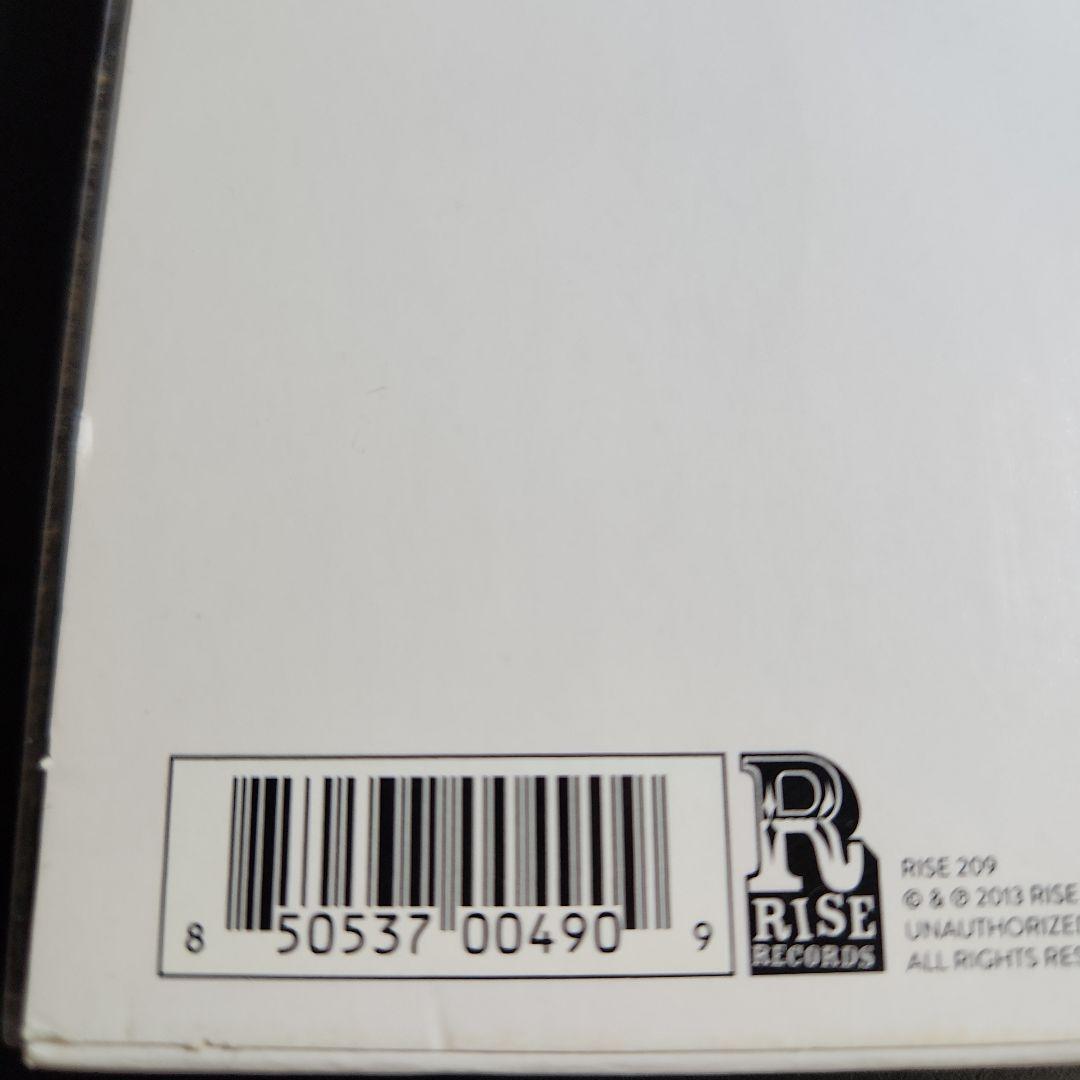 8 50537 00490 9
R
RISE
RECORDS
RISE 209
© & ℗ 2013 RISE
UNAUTHORIZED
ALL RIGHTS RES